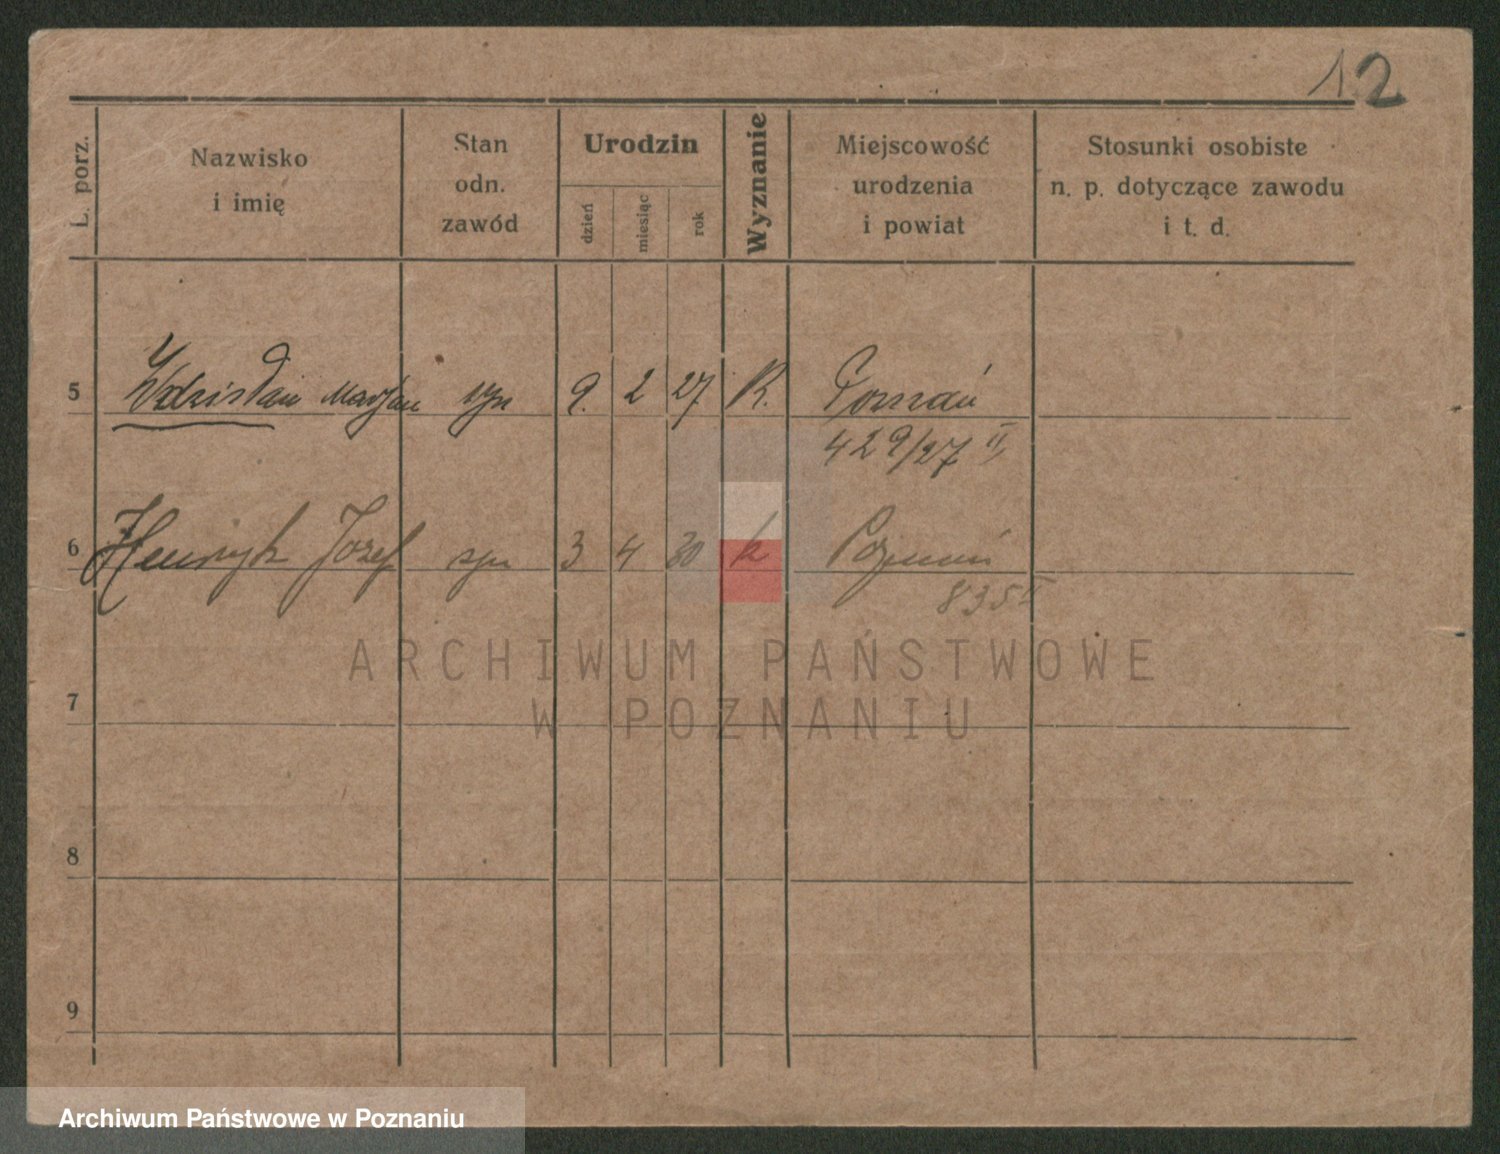 12
L. porz.
Nazwisko
i imię
Stan
odn.
zawód
Urodzin
dzień
miesiąc
rok
Wyznanie
Miejscowość
urodzenia
i powiat
Stosunki osobiste
n. p. dotyczące zawodu
i t. d.
5 Marjan syn 9. 2 27. R. Poznań
429/27 II
6 Henryk Józef syn 3 4 30 k Poznań
835 II
ARCHIWUM PAŃSTWOWE
W POZNANIU
7
8
9
Archiwum Państwowe w Poznaniu